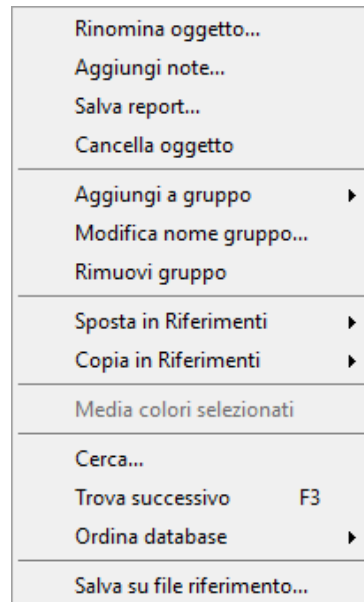 Rinomina oggetto...
Aggiungi note...
Salva report...
Cancella oggetto
Aggiungi a gruppo
Modifica nome gruppo...
Rimuovi gruppo
Sposta in Riferimenti
Copia in Riferimenti
Media colori selezionati
Cerca...
Trova successivo F3
Ordina database
Salva su file riferimento...